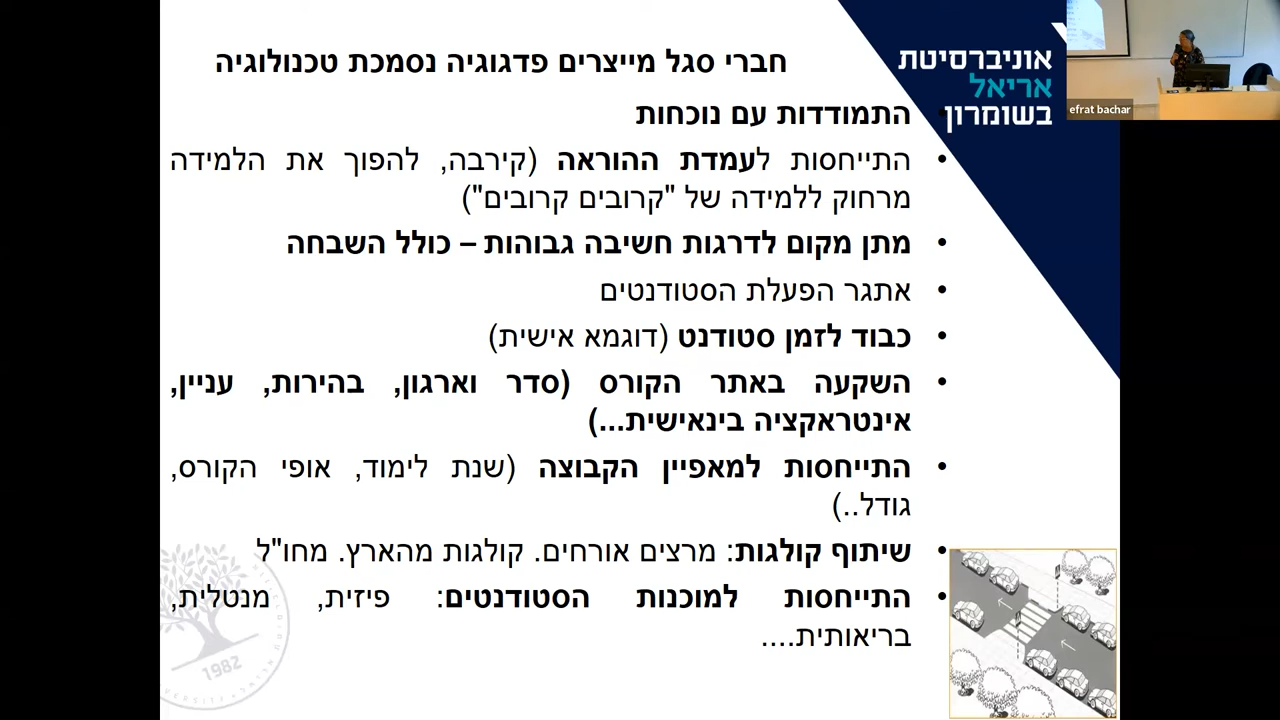 חברי סגל מייצרים פדגוגיה נסמכת טכנולוגיה
אוניברסיטת
אריאל
בשומרון
efrat bachar
• התמודדות עם נוכחות
• התייחסות לעמדת ההוראה (קירבה, להפוך את הלמידה
מרחוק ללמידה של "קרובים קרובים")
• מתן מקום לדרגות חשיבה גבוהות – כולל השבחה
• אתגר הפעלת הסטודנטים
• כבוד לזמן סטודנט (דוגמא אישית)
• השקעה באתר הקורס (סדר וארגון, בהירות, עניין,
אינטראקציה בינאישית...)
• התייחסות למאפיין הקבוצה (שנת לימוד, אופי הקורס,
גודל..)
• שיתוף קולגות: מרצים אורחים. קולגות מהארץ. מחו"ל
• התייחסות למוכנות הסטודנטים: פיזית, מנטלית,
בריאותית....
1982